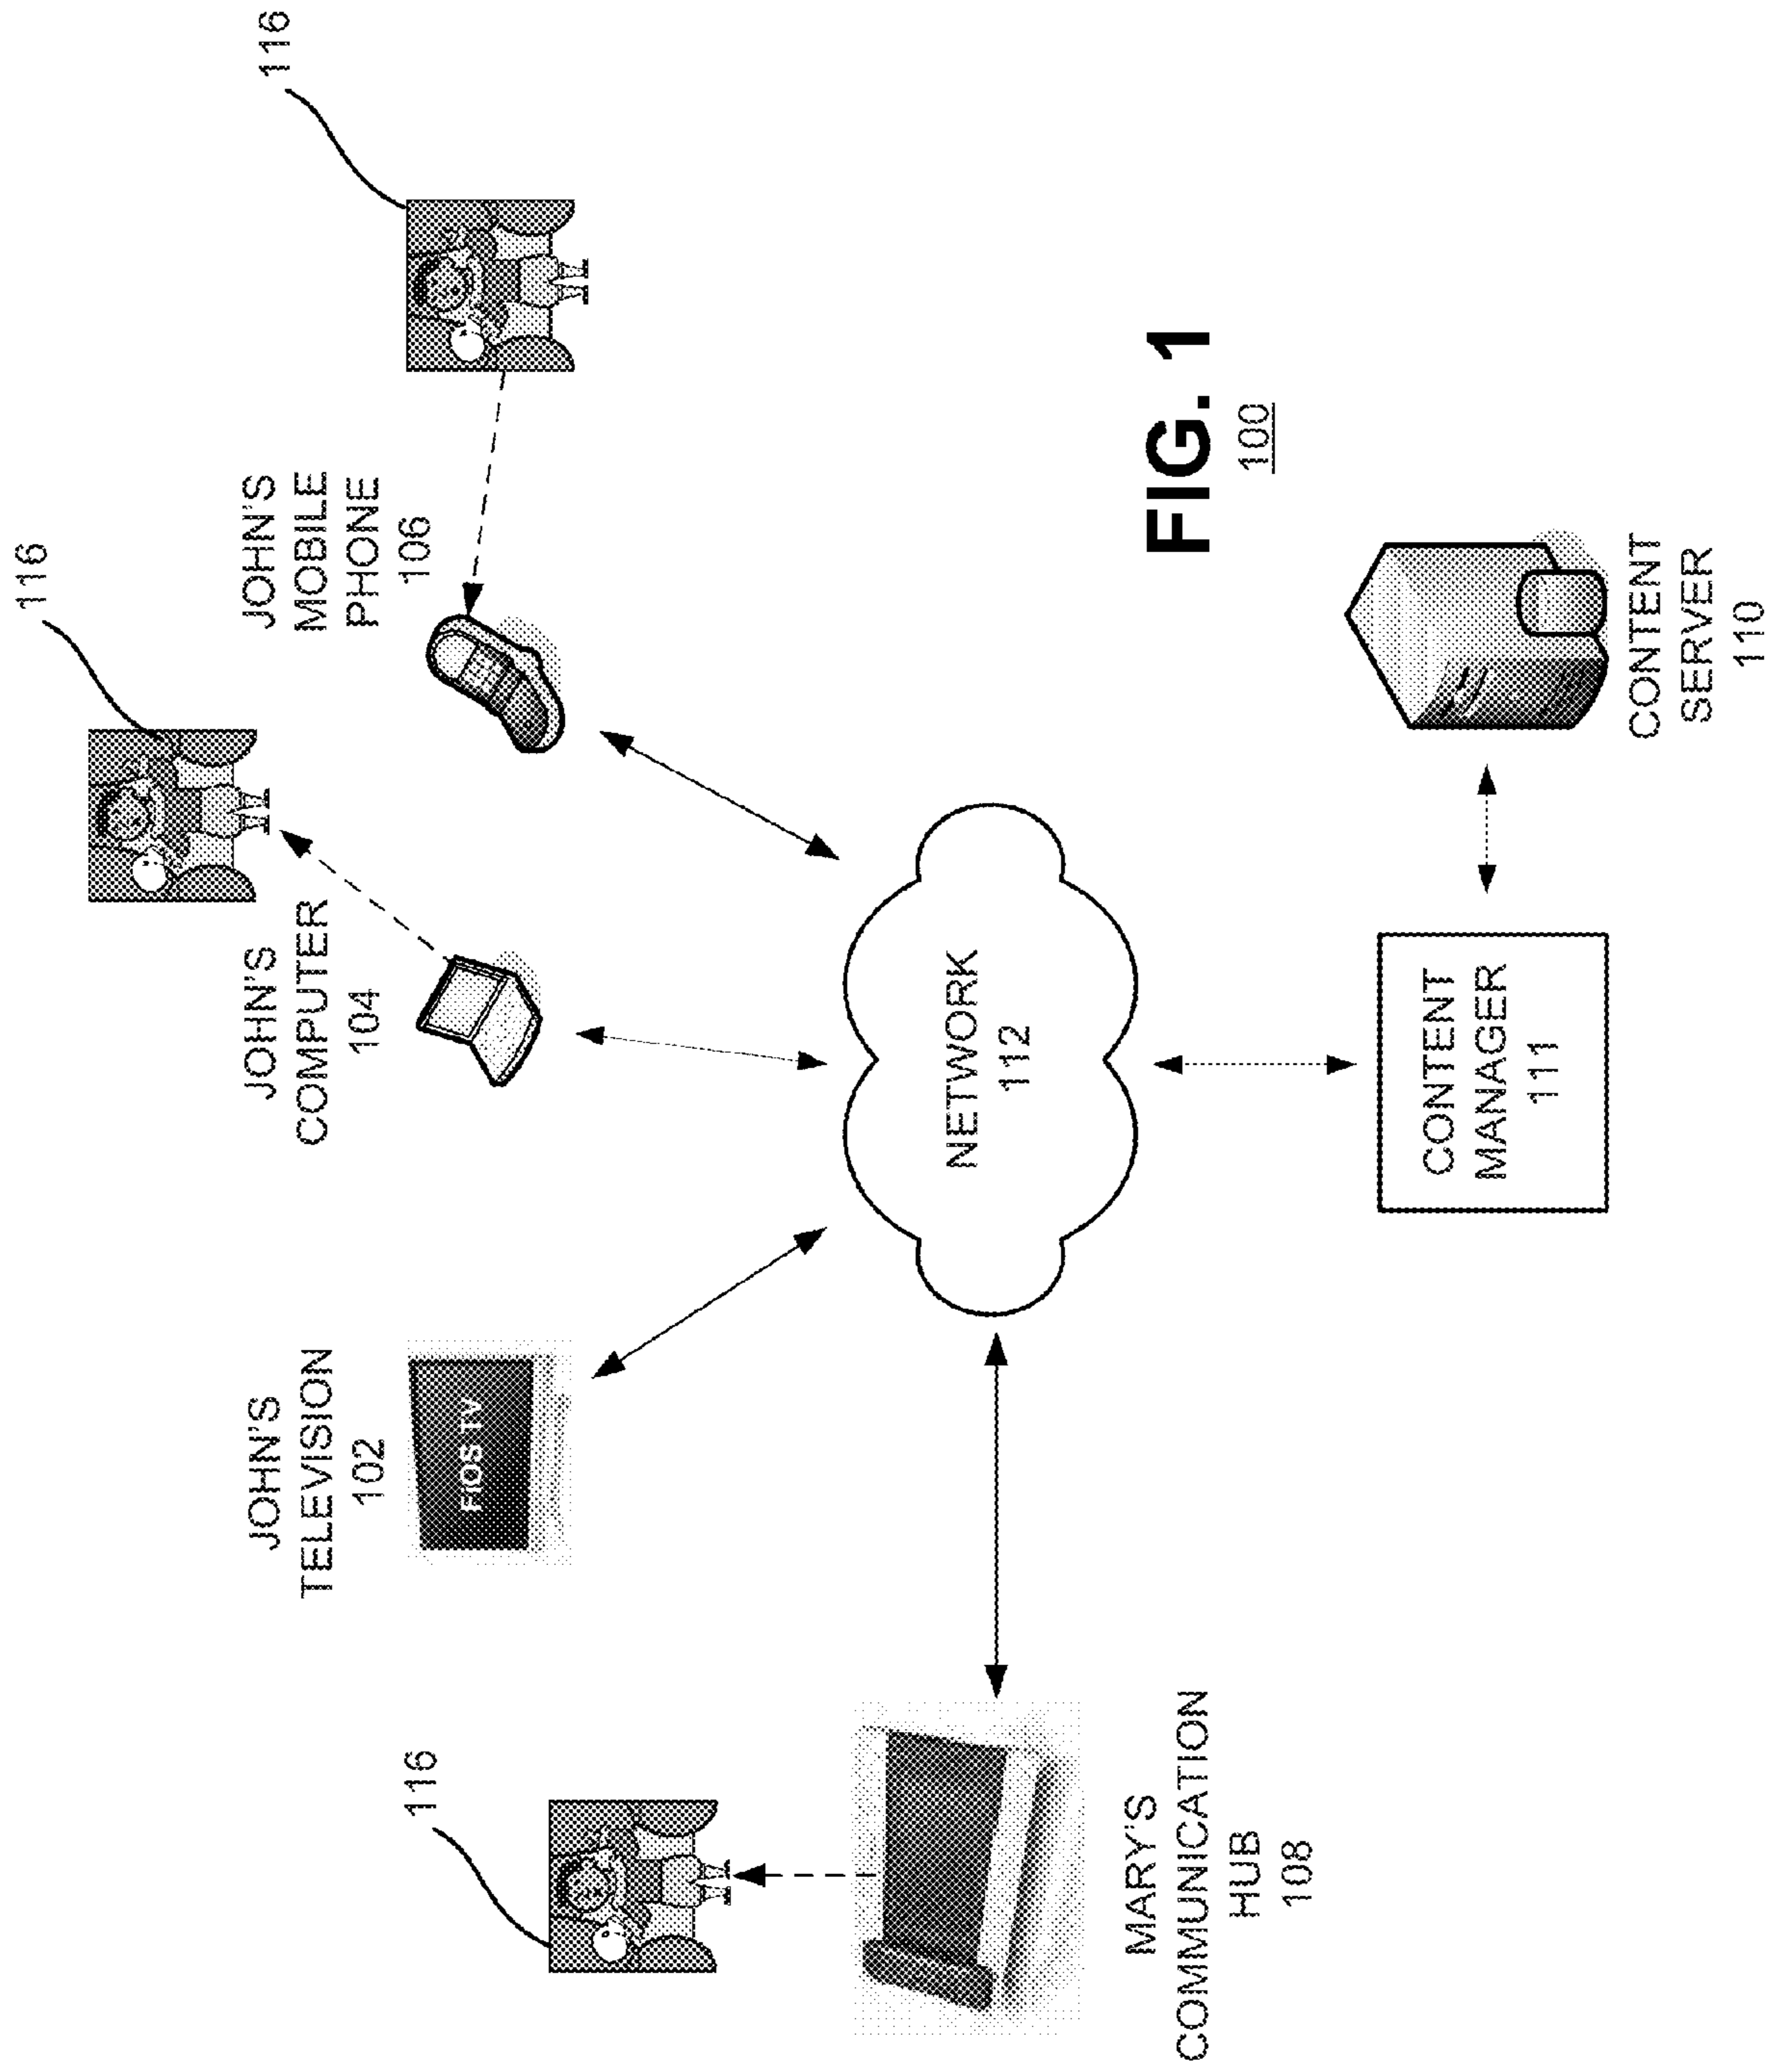 116
MARY'S
COMMUNICATION
HUB
108
JOHN'S
TELEVISION
102
FIOS TV
JOHN'S
COMPUTER
104
116
JOHN'S
MOBILE
PHONE
106
116
NETWORK
112
CONTENT
MANAGER
111
CONTENT
SERVER
110
FIG. 1
100